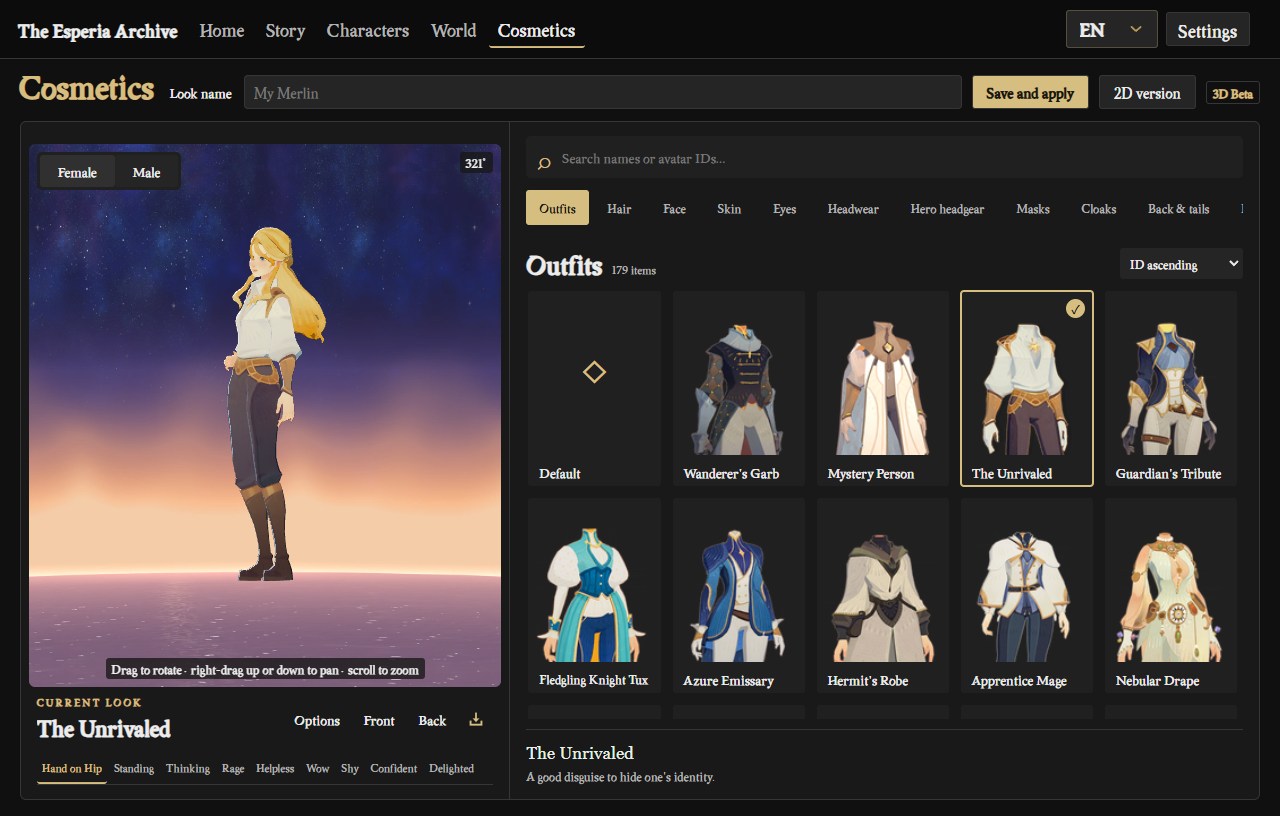 The Esperia Archive Home Story Characters World Cosmetics EN Settings
Cosmetics Look name My Merlin Save and apply 2D version 3D Beta
Female Male 321°
Drag to rotate · right-drag up or down to pan · scroll to zoom
CURRENT LOOK
The Unrivaled Options Front Back
Hand on Hip Standing Thinking Rage Helpless Wow Shy Confident Delighted
Search names or avatar IDs...
Outfits Hair Face Skin Eyes Headwear Hero headgear Masks Cloaks Back & tails
Outfits 179 items ID ascending
Default Wanderer's Garb Mystery Person The Unrivaled Guardian's Tribute
Fledgling Knight Tux Azure Emissary Hermit's Robe Apprentice Mage Nebular Drape
The Unrivaled
A good disguise to hide one's identity.